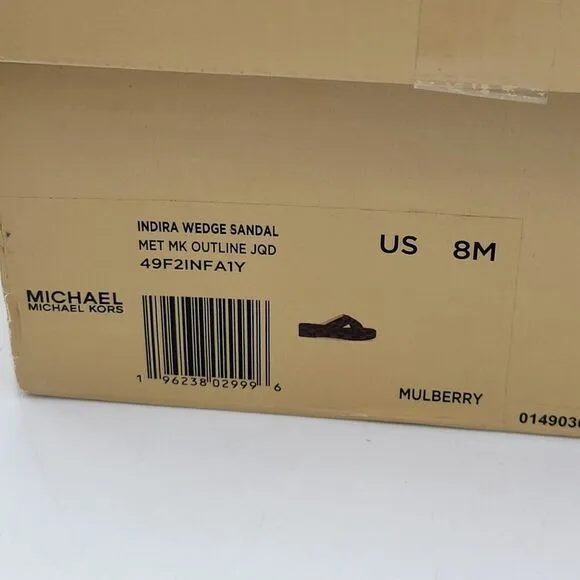 INDIRA WEDGE SANDAL
MET MK OUTLINE JQD
49F2INFA1Y
US 8M
MICHAEL
MICHAEL KORS
1 96238 02999 6
MULBERRY
014903